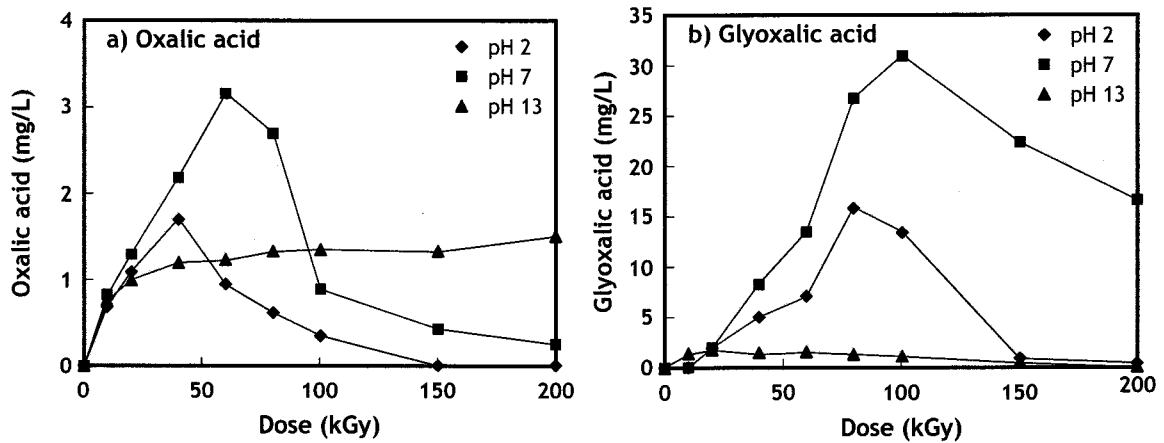 a) Oxalic acid
pH 2
pH 7
pH 13
Oxalic acid (mg/L)
4
3
2
1
0
0 50 100 150 200
Dose (kGy)
b) Glyoxalic acid
pH 2
pH 7
pH 13
Glyoxalic acid (mg/L)
35
30
25
20
15
10
5
0
0 50 100 150 200
Dose (kGy)